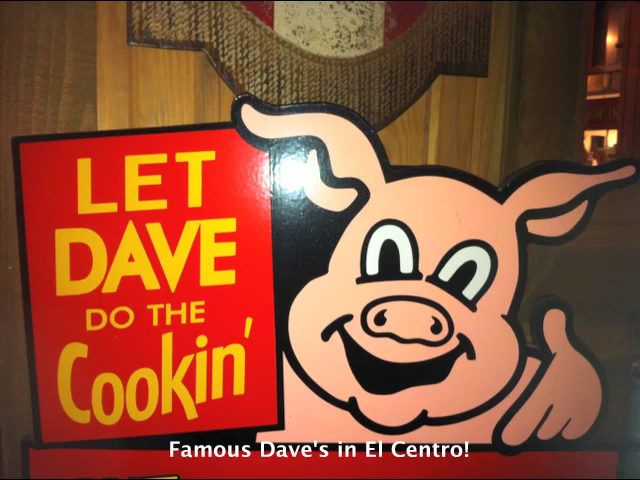 LET
DAVE
DO THE
Cookin'
Famous Dave's in El Centro!